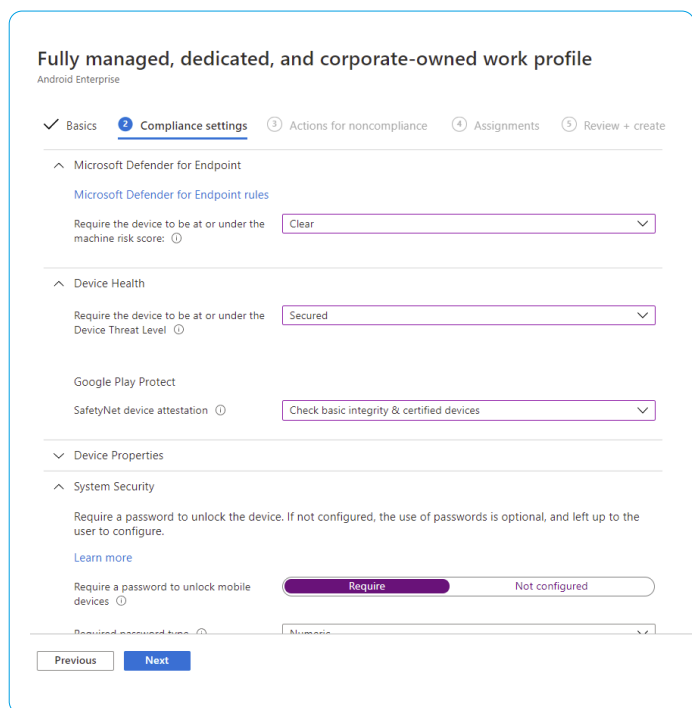 Fully managed, dedicated, and corporate-owned work profile
Android Enterprise
Basics 2 Compliance settings 3 Actions for noncompliance 4 Assignments 5 Review + create
Microsoft Defender for Endpoint
Microsoft Defender for Endpoint rules
Require the device to be at or under the
machine risk score:
Clear
Device Health
Require the device to be at or under the
Device Threat Level
Secured
Google Play Protect
SafetyNet device attestation
Check basic integrity & certified devices
Device Properties
System Security
Require a password to unlock the device. If not configured, the use of passwords is optional, and left up to the
user to configure.
Learn more
Require a password to unlock mobile
devices
Require Not configured
Required password type Numeric
Previous Next